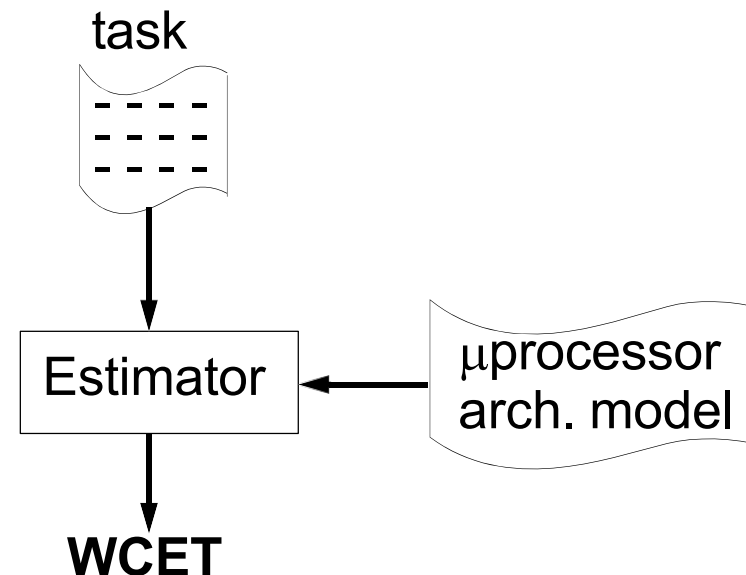 task
Estimator
μprocessor
arch. model
WCET